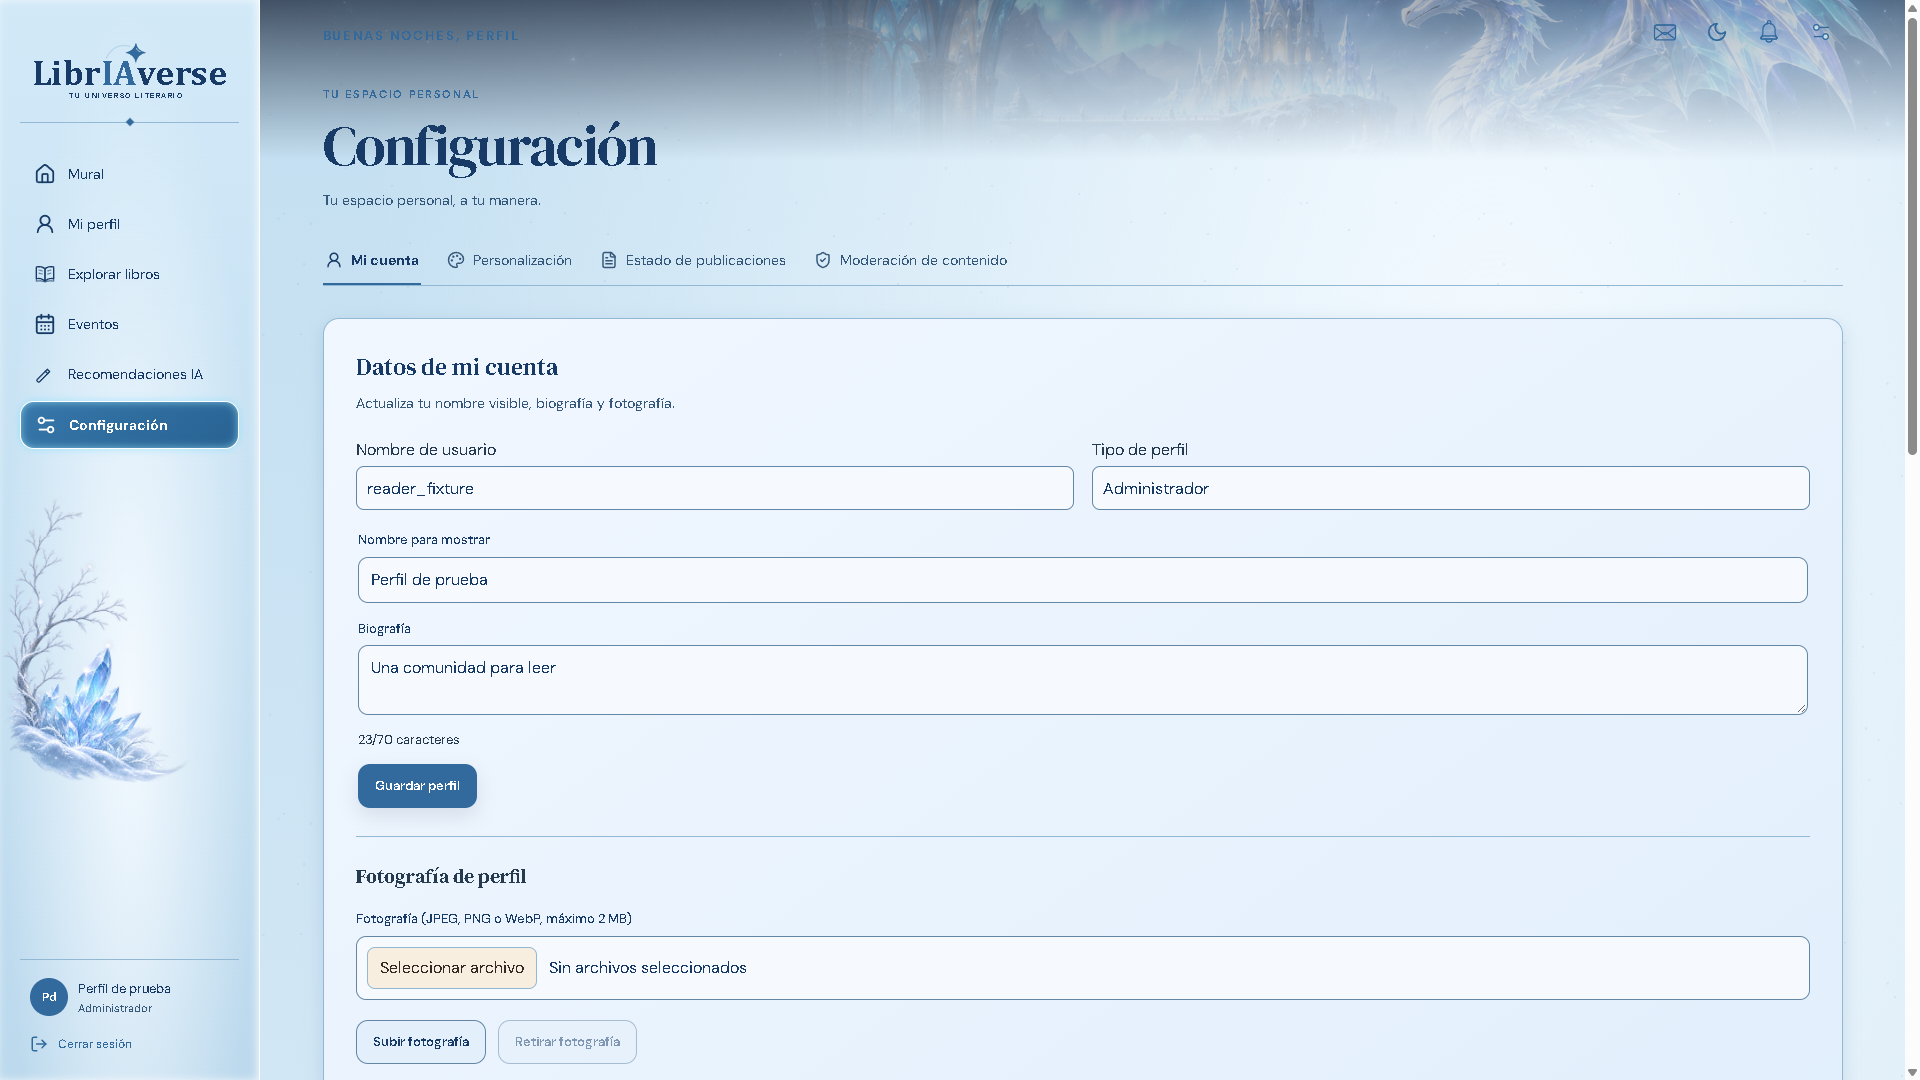 LibrIAverse
TU UNIVERSO LITERARIO
Mural
Mi perfil
Explorar libros
Eventos
Recomendaciones IA
Configuración
Perfil de prueba
Pd
Administrador
Cerrar sesión
BUENAS NOCHES, PERFIL
TU ESPACIO PERSONAL
Configuración
Tu espacio personal, a tu manera.
Mi cuenta Personalización Estado de publicaciones Moderación de contenido
Datos de mi cuenta
Actualiza tu nombre visible, biografía y fotografía.
Nombre de usuario Tipo de perfil
reader_fixture Administrador
Nombre para mostrar
Perfil de prueba
Biografía
Una comunidad para leer
23/70 caracteres
Guardar perfil
Fotografía de perfil
Fotografía (JPEG, PNG o WebP, máximo 2 MB)
Seleccionar archivo Sin archivos seleccionados
Subir fotografía Retirar fotografía